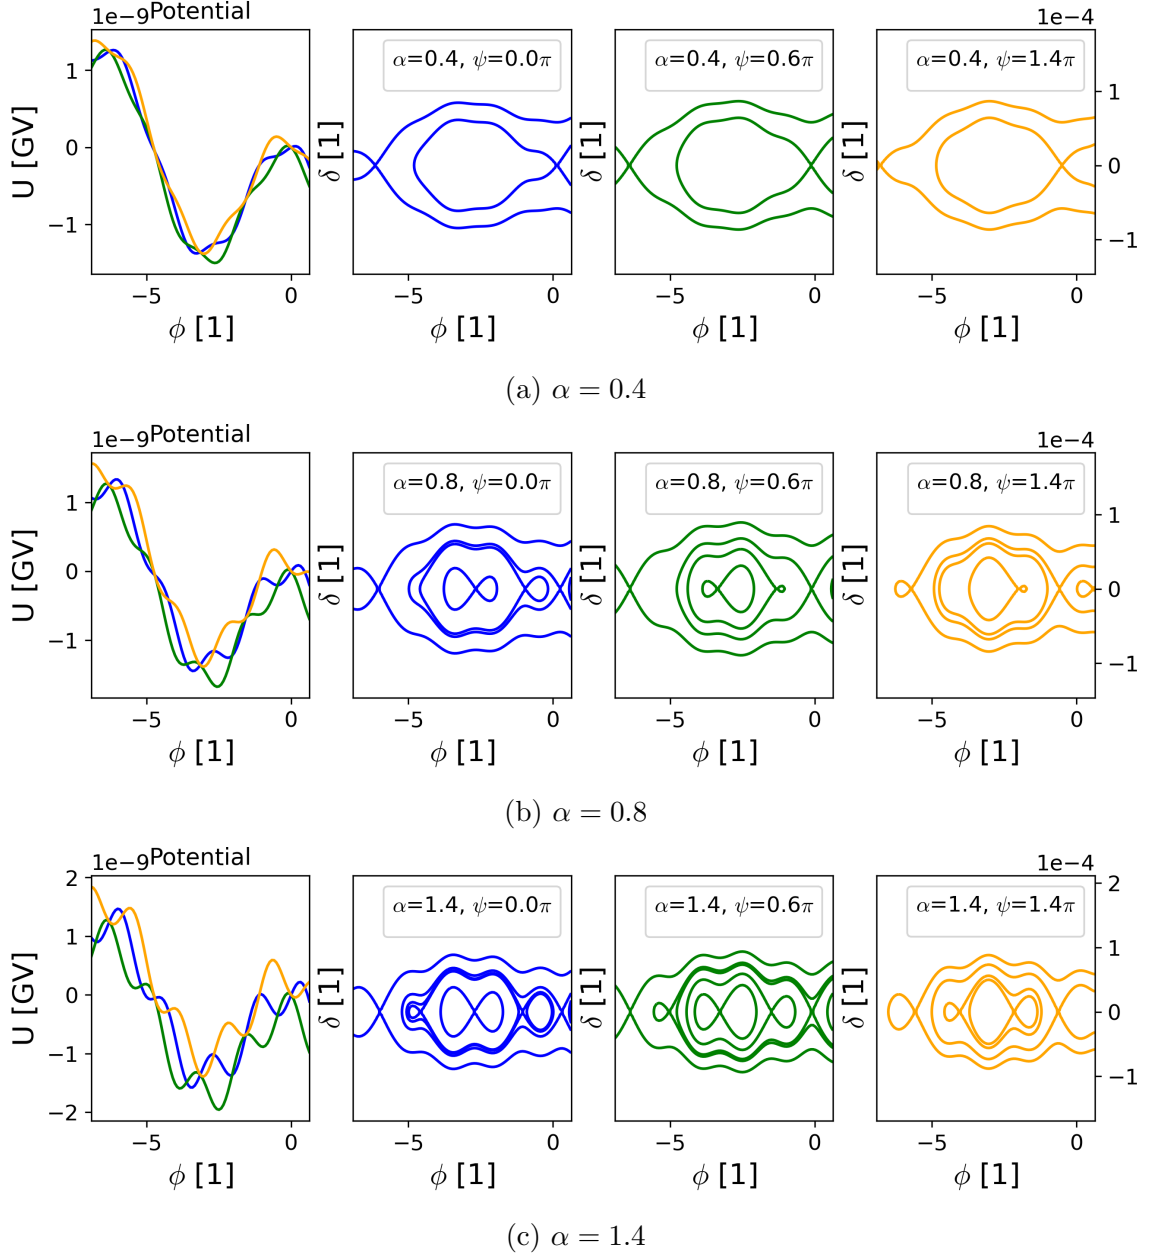 1e−9 Potential 1e−4
α=0.4, ψ=0.0π α=0.4, ψ=0.6π α=0.4, ψ=1.4π
U [GV] δ [1] δ [1] δ [1]
1 0 −1
1 0 −1
−5 0 −5 0 −5 0 −5 0
ϕ [1] ϕ [1] ϕ [1] ϕ [1]
(a) α = 0.4
1e−9 Potential 1e−4
α=0.8, ψ=0.0π α=0.8, ψ=0.6π α=0.8, ψ=1.4π
U [GV] δ [1] δ [1] δ [1]
1 0 −1
1 0 −1
−5 0 −5 0 −5 0 −5 0
ϕ [1] ϕ [1] ϕ [1] ϕ [1]
(b) α = 0.8
1e−9 Potential 1e−4
α=1.4, ψ=0.0π α=1.4, ψ=0.6π α=1.4, ψ=1.4π
U [GV] δ [1] δ [1] δ [1]
2 1 0 −1 −2
2 1 0 −1
−5 0 −5 0 −5 0 −5 0
ϕ [1] ϕ [1] ϕ [1] ϕ [1]
(c) α = 1.4